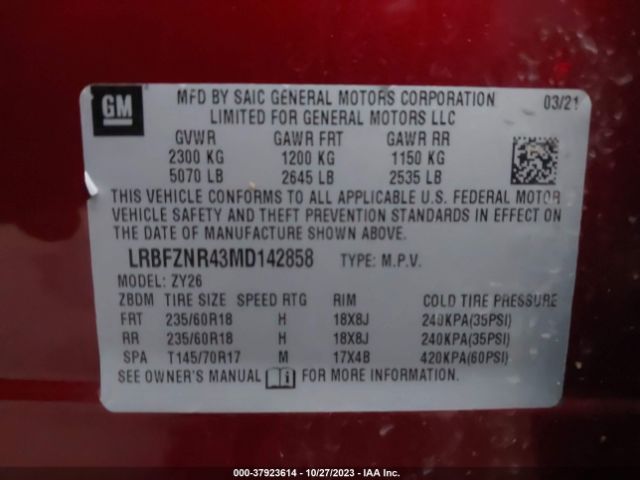 GM
MFD BY SAIC GENERAL MOTORS CORPORATION 03/21
LIMITED FOR GENERAL MOTORS LLC
GVWR GAWR FRT GAWR RR
2300 KG 1200 KG 1150 KG
5070 LB 2645 LB 2535 LB
THIS VEHICLE CONFORMS TO ALL APPLICABLE U.S. FEDERAL MOTOR
VEHICLE SAFETY AND THEFT PREVENTION STANDARDS IN EFFECT ON
THE DATE OF MANUFACTURE SHOWN ABOVE.
LRBFZNR43MD142858 TYPE: M.P.V.
MODEL: ZY26
ZBDM TIRE SIZE SPEED RTG RIM COLD TIRE PRESSURE
FRT 235/60R18 H 18X8J 240KPA(35PSI)
RR 235/60R18 H 18X8J 240KPA(35PSI)
SPA T145/70R17 M 17X4B 420KPA(60PSI)
SEE OWNER'S MANUAL FOR MORE INFORMATION.
000-37923614 - 10/27/2023 - IAA Inc.